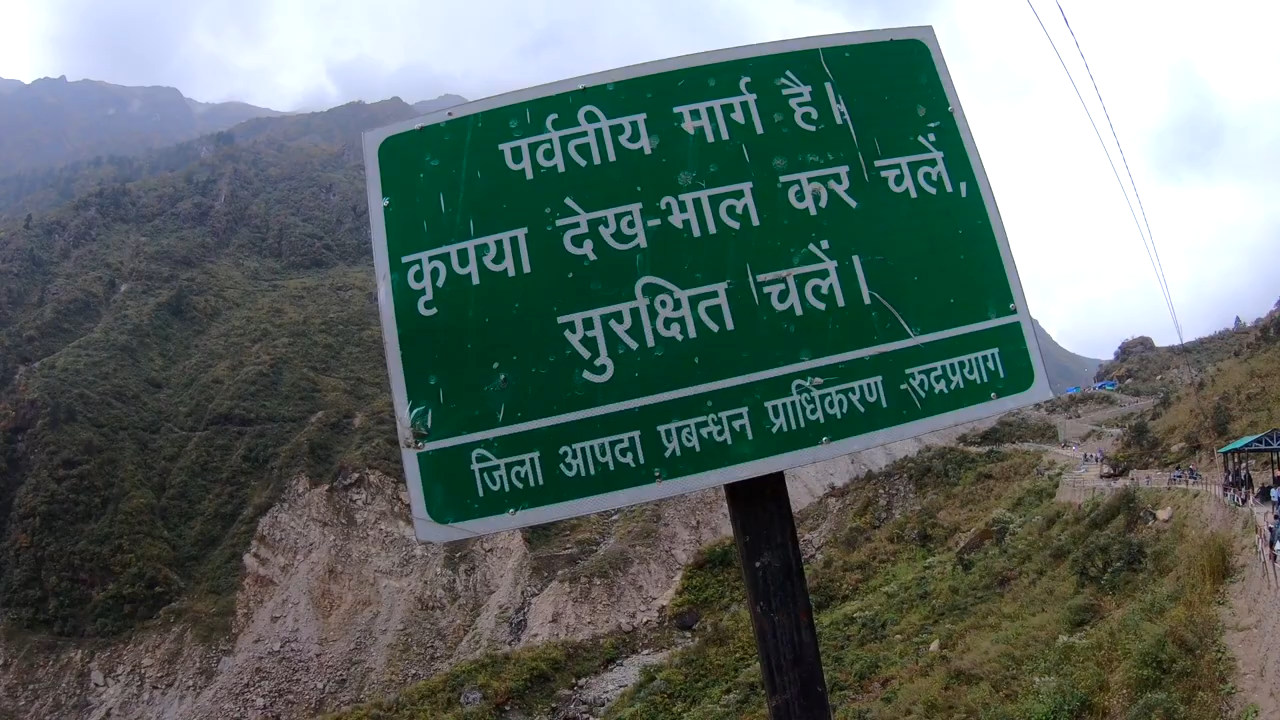 पर्वतीय मार्ग है।
कृपया देख-भाल कर चलें,
सुरक्षित चलें।
जिला आपदा प्रबन्धन प्राधिकरण -रुद्रप्रयाग